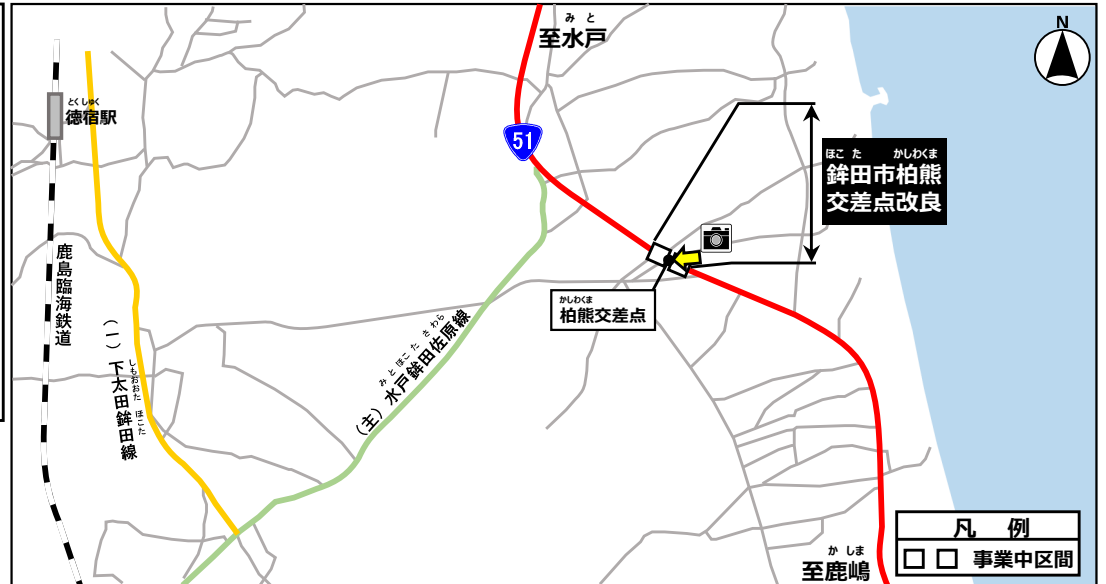 みと
至水戸
N
とくしゅく
徳宿駅
51
ほこた かしわくま
鉾田市柏熊
交差点改良
鹿島臨海鉄道
かしわくま
柏熊交差点
(一)下太田鉾田線
しもおおた ほこた
(主)水戸鉾田佐原線
みとほこたさわら
凡 例
事業中区間
かしま
至鹿嶋